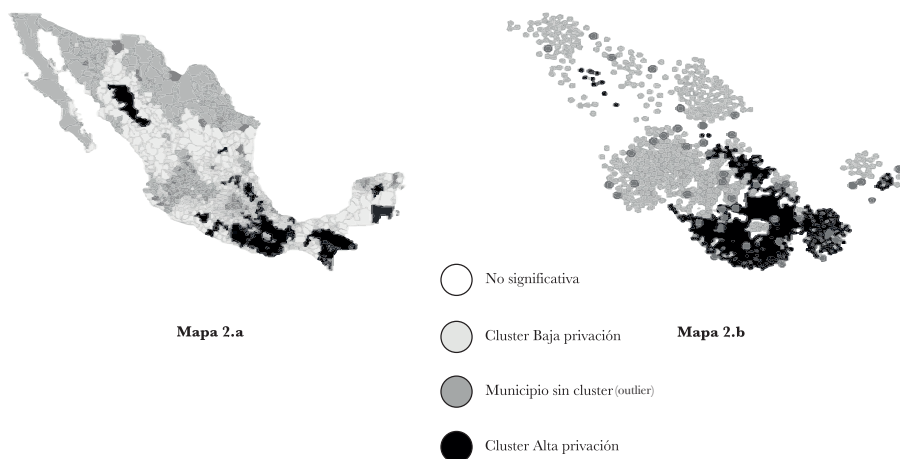 No significativa
Mapa 2.a
Cluster Baja privación
Mapa 2.b
Municipio sin cluster (outlier)
Cluster Alta privación